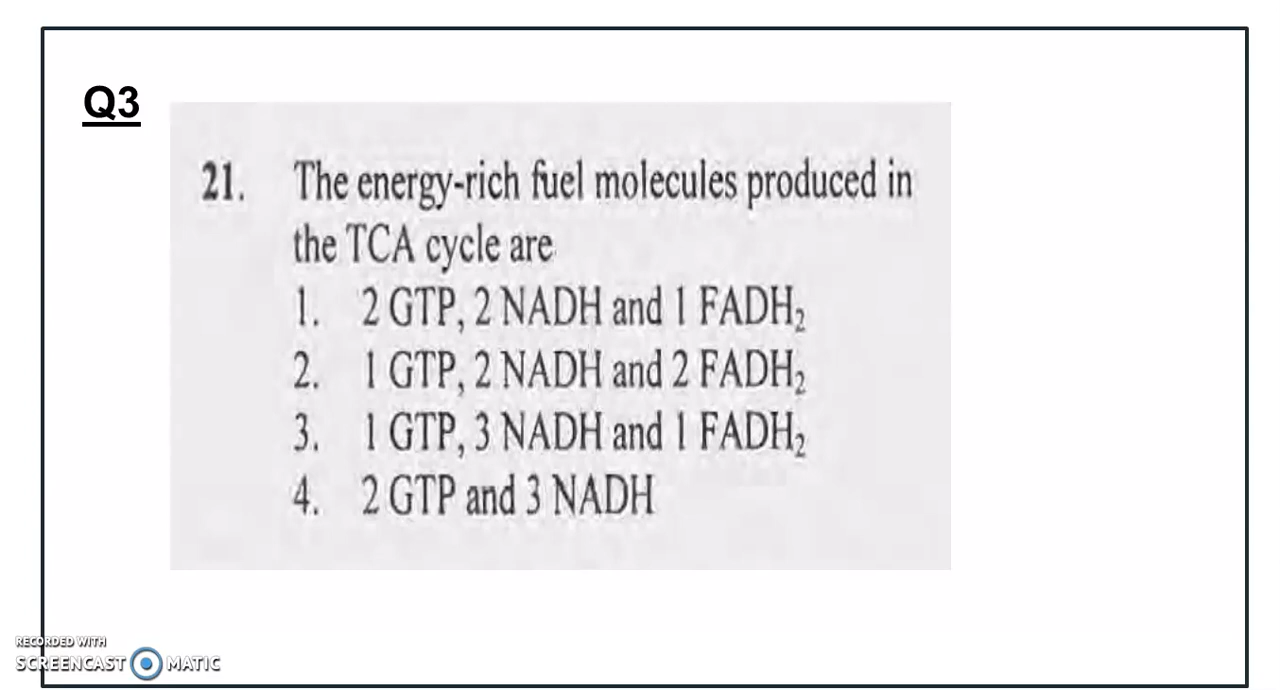 Q3
21. The energy-rich fuel molecules produced in
the TCA cycle are
1. 2 GTP, 2 NADH and 1 FADH₂
2. 1 GTP, 2 NADH and 2 FADH₂
3. 1 GTP, 3 NADH and 1 FADH₂
4. 2 GTP and 3 NADH
RECORDED WITH
SCREENCAST MATIC